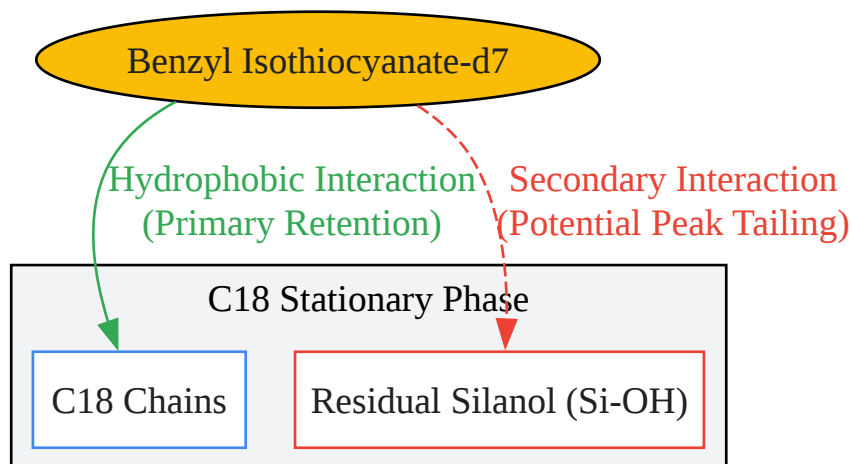 Benzyl Isothiocyanate-d7
Hydrophobic Interaction
(Primary Retention)
Secondary Interaction
(Potential Peak Tailing)
C18 Stationary Phase
C18 Chains
Residual Silanol (Si-OH)